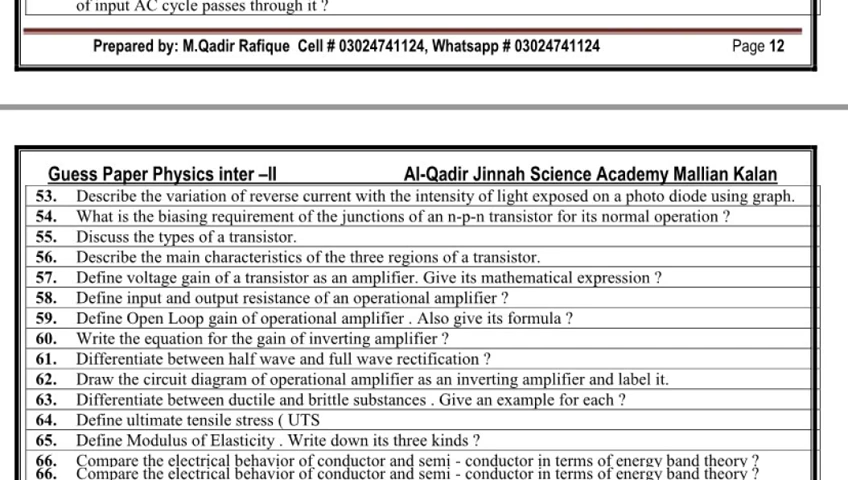 of input AC cycle passes through it ?
Prepared by: M.Qadir Rafique Cell # 03024741124, Whatsapp # 03024741124 Page 12
Guess Paper Physics inter –II Al-Qadir Jinnah Science Academy Mallian Kalan
53. Describe the variation of reverse current with the intensity of light exposed on a photo diode using graph.
54. What is the biasing requirement of the junctions of an n-p-n transistor for its normal operation ?
55. Discuss the types of a transistor.
56. Describe the main characteristics of the three regions of a transistor.
57. Define voltage gain of a transistor as an amplifier. Give its mathematical expression ?
58. Define input and output resistance of an operational amplifier ?
59. Define Open Loop gain of operational amplifier . Also give its formula ?
60. Write the equation for the gain of inverting amplifier ?
61. Differentiate between half wave and full wave rectification ?
62. Draw the circuit diagram of operational amplifier as an inverting amplifier and label it.
63. Differentiate between ductile and brittle substances . Give an example for each ?
64. Define ultimate tensile stress ( UTS
65. Define Modulus of Elasticity . Write down its three kinds ?
66. Compare the electrical behavior of conductor and semi - conductor in terms of energy band theory ?
66. Compare the electrical behavior of conductor and semi - conductor in terms of energy band theory ?